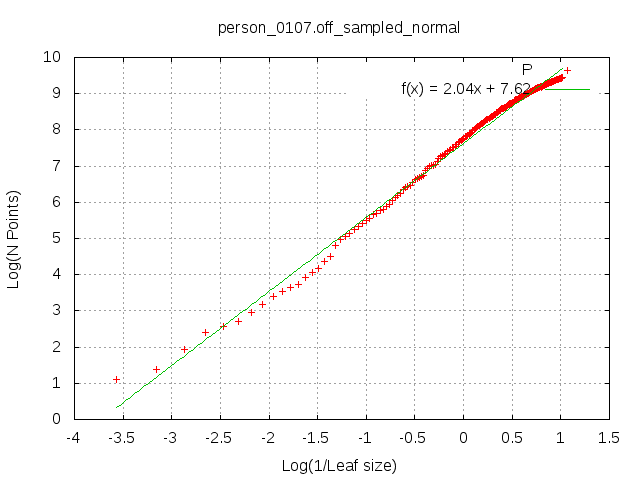 person_0107.off_sampled_normal
10
9
8
7
6
5
4
3
2
1
0
Log(N Points)
P
f(x) = 2.04x + 7.62
-4 -3.5 -3 -2.5 -2 -1.5 -1 -0.5 0 0.5 1 1.5
Log(1/Leaf size)